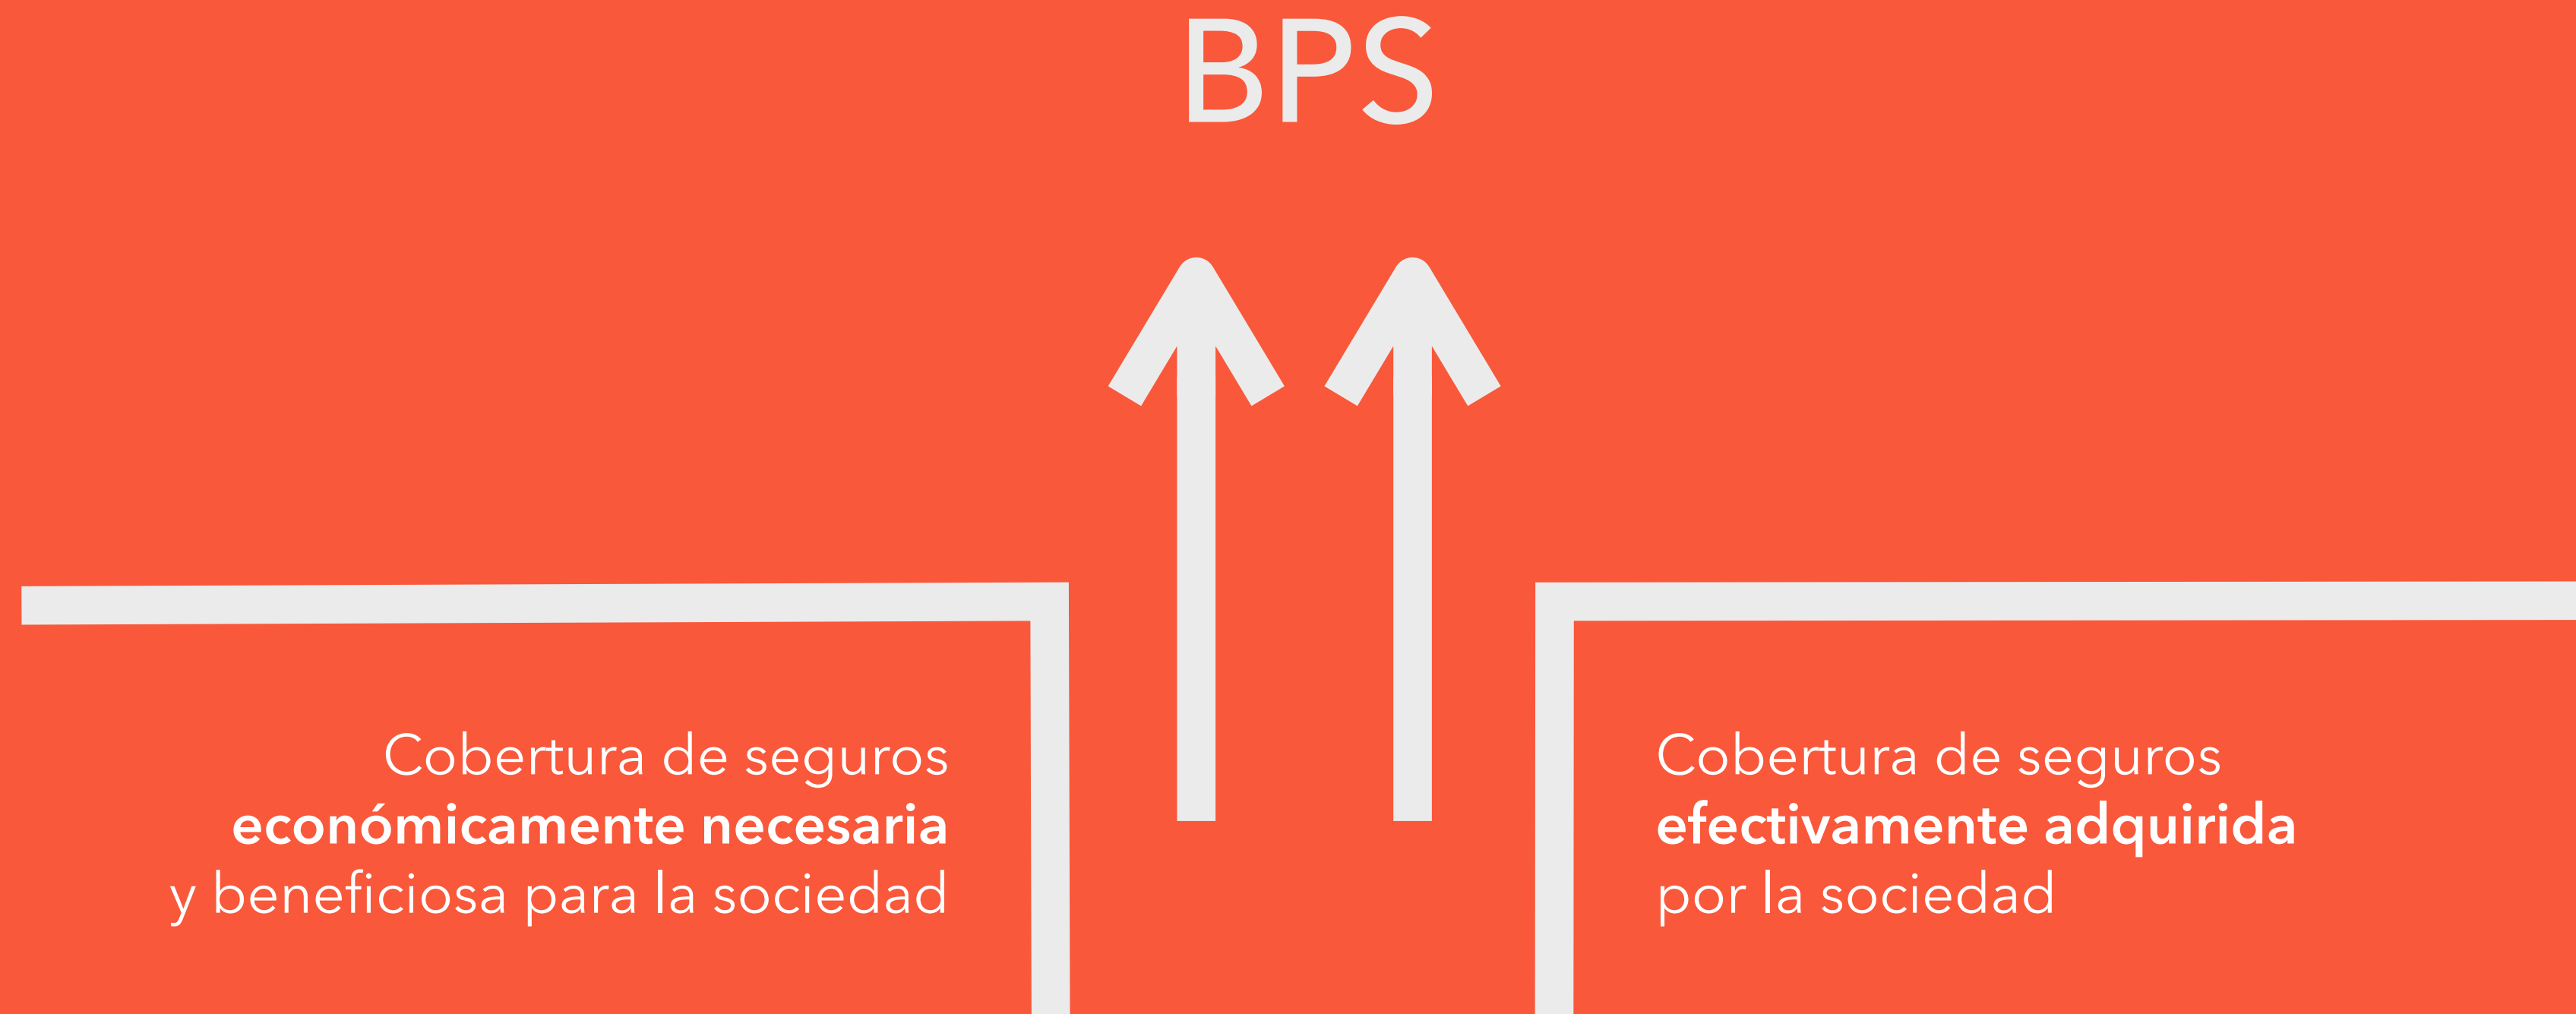 BPS
Cobertura de seguros
económicamente necesaria
y beneficiosa para la sociedad
Cobertura de seguros
efectivamente adquirida
por la sociedad